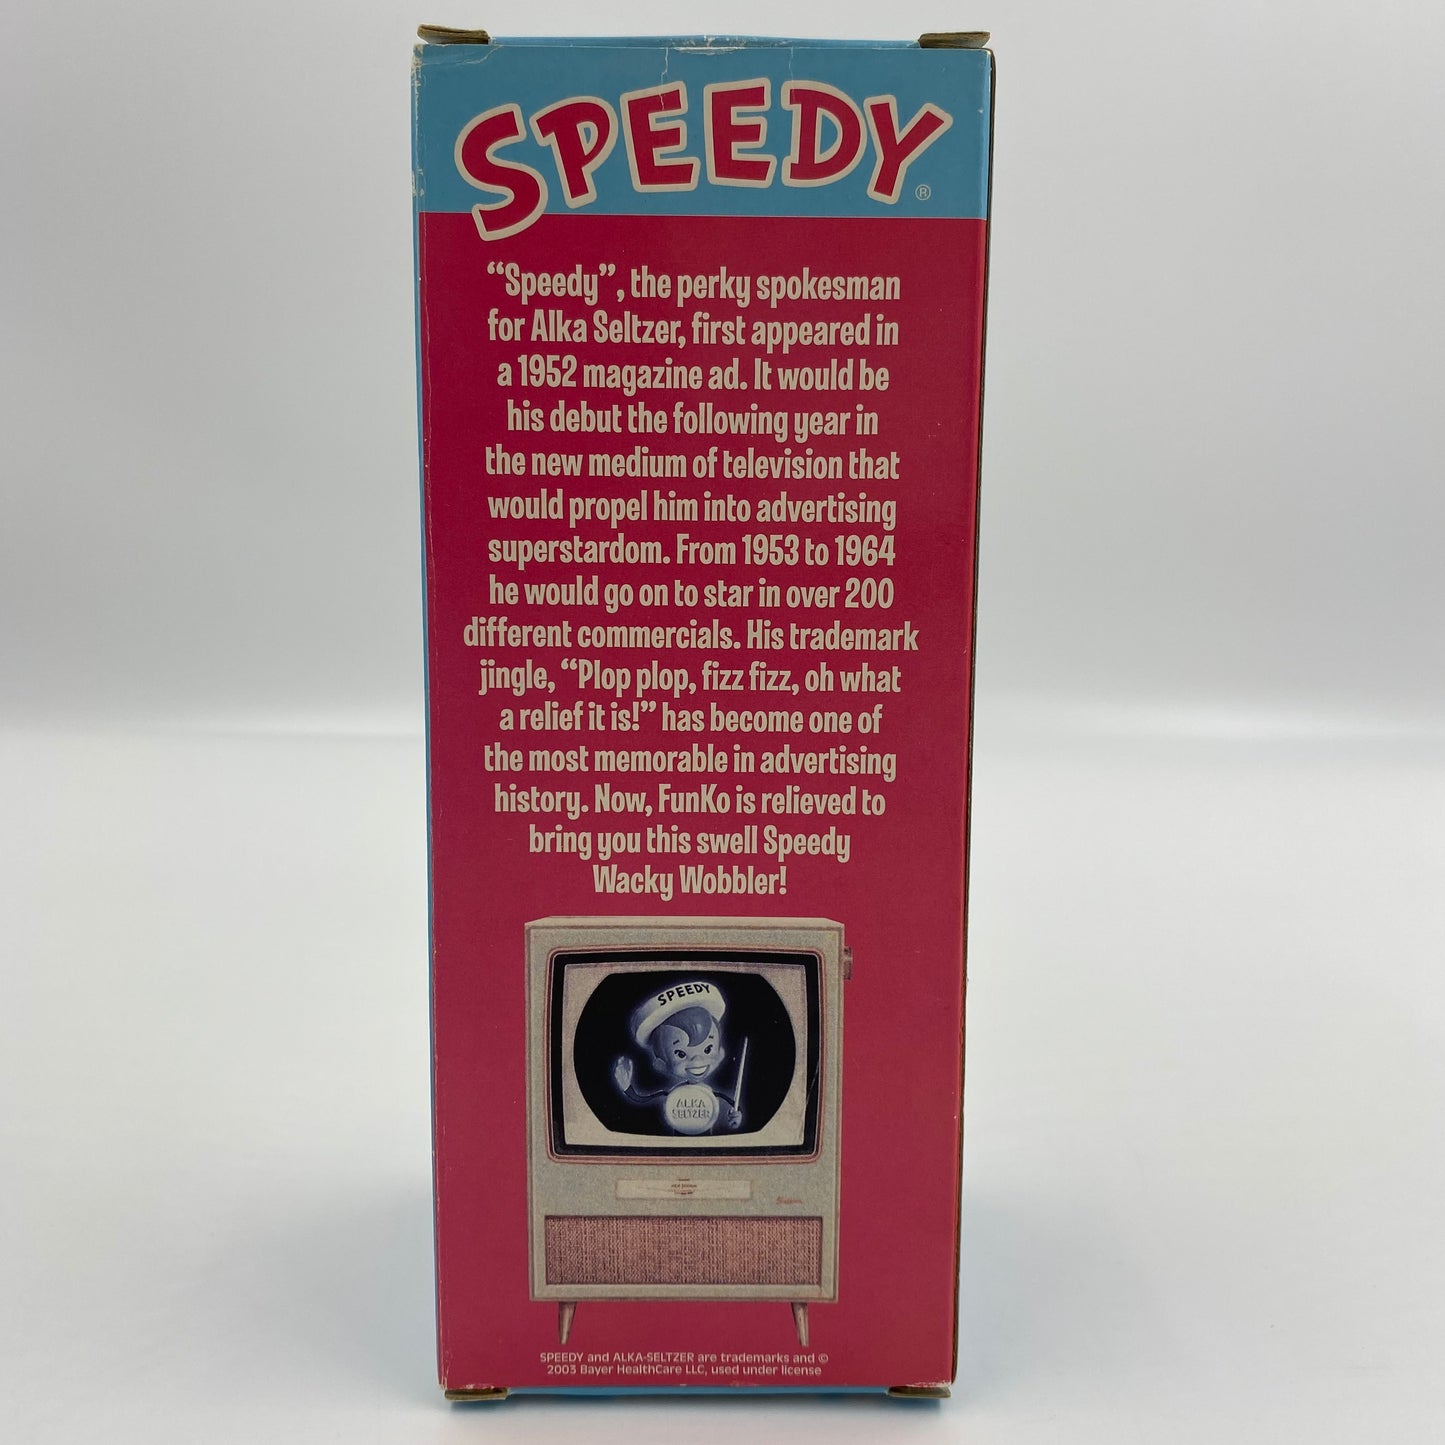 SPEEDY®
“Speedy”, the perky spokesman
for Alka Seltzer, first appeared in
a 1952 magazine ad. It would be
his debut the following year in
the new medium of television that
would propel him into advertising
superstardom. From 1953 to 1964
he would go on to star in over 200
different commercials. His trademark
jingle, “Plop plop, fizz fizz, oh what
a relief it is!” has become one of
the most memorable in advertising
history. Now, FunKo is relieved to
bring you this swell Speedy
Wacky Wobbler!
SPEEDY
ALKA
SELTZER
SPEEDY and ALKA-SELTZER are trademarks and ©
2003 Bayer HealthCare LLC, used under license